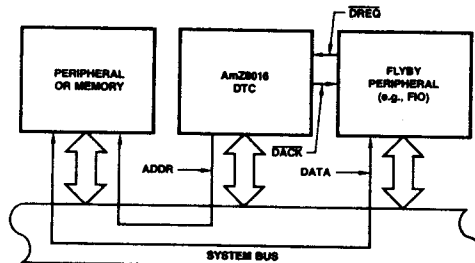 DREQ
PERIPHERAL
OR MEMORY
AmZ8016
DTC
FLYBY
PERIPHERAL
(e.g., FIO)
DACK
ADDR
DATA
SYSTEM BUS